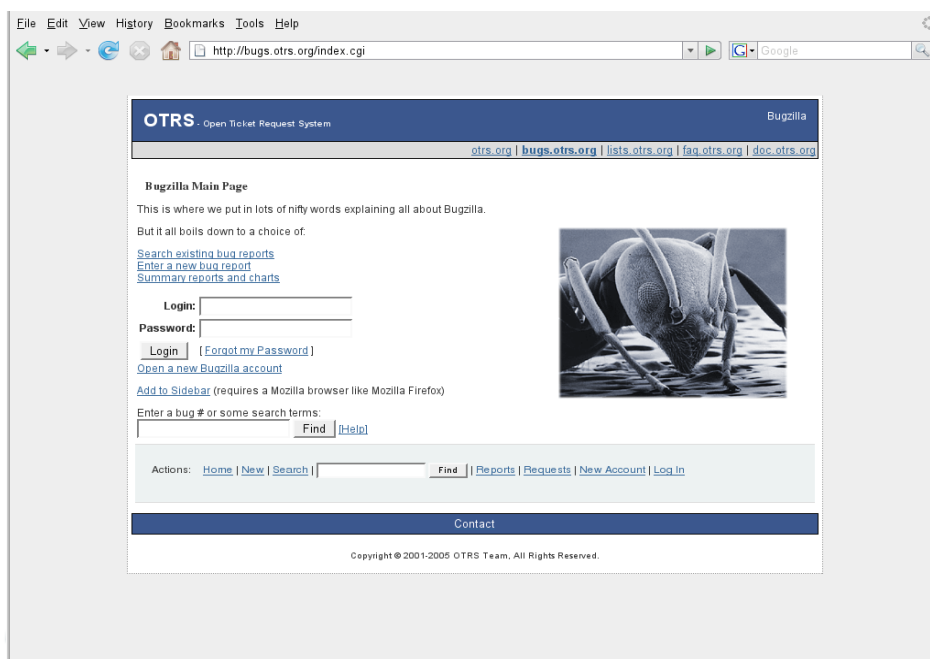 File Edit View History Bookmarks Tools Help
http://bugs.otrs.org/index.cgi
G Google
OTRS - Open Ticket Request System
Bugzilla
otrs.org | bugs.otrs.org | lists.otrs.org | faq.otrs.org | doc.otrs.org
Bugzilla Main Page
This is where we put in lots of nifty words explaining all about Bugzilla.
But it all boils down to a choice of:
Search existing bug reports
Enter a new bug report
Summary reports and charts
Login:
Password:
Login [ Forgot my Password ]
Open a new Bugzilla account
Add to Sidebar (requires a Mozilla browser like Mozilla Firefox)
Enter a bug # or some search terms:
Find [Help]
Actions: Home | New | Search | Find | Reports | Requests | New Account | Log In
Contact
Copyright © 2001-2005 OTRS Team, All Rights Reserved.